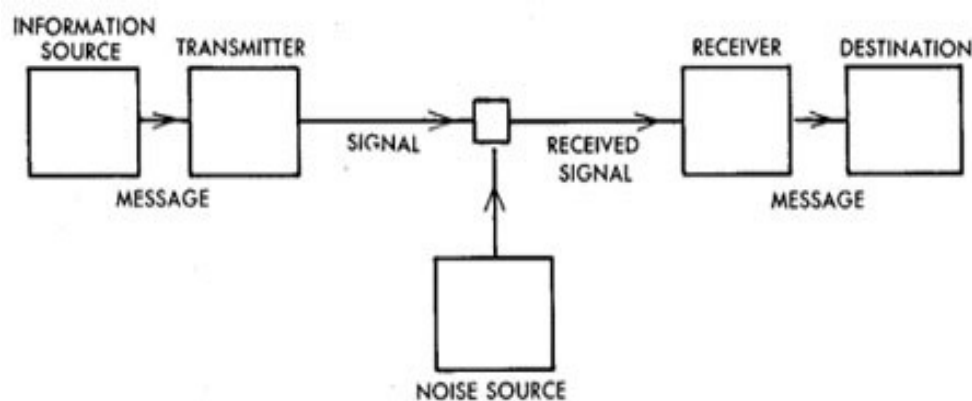 INFORMATION
SOURCE
TRANSMITTER
RECEIVER
DESTINATION
SIGNAL
RECEIVED
SIGNAL
MESSAGE
MESSAGE
NOISE SOURCE